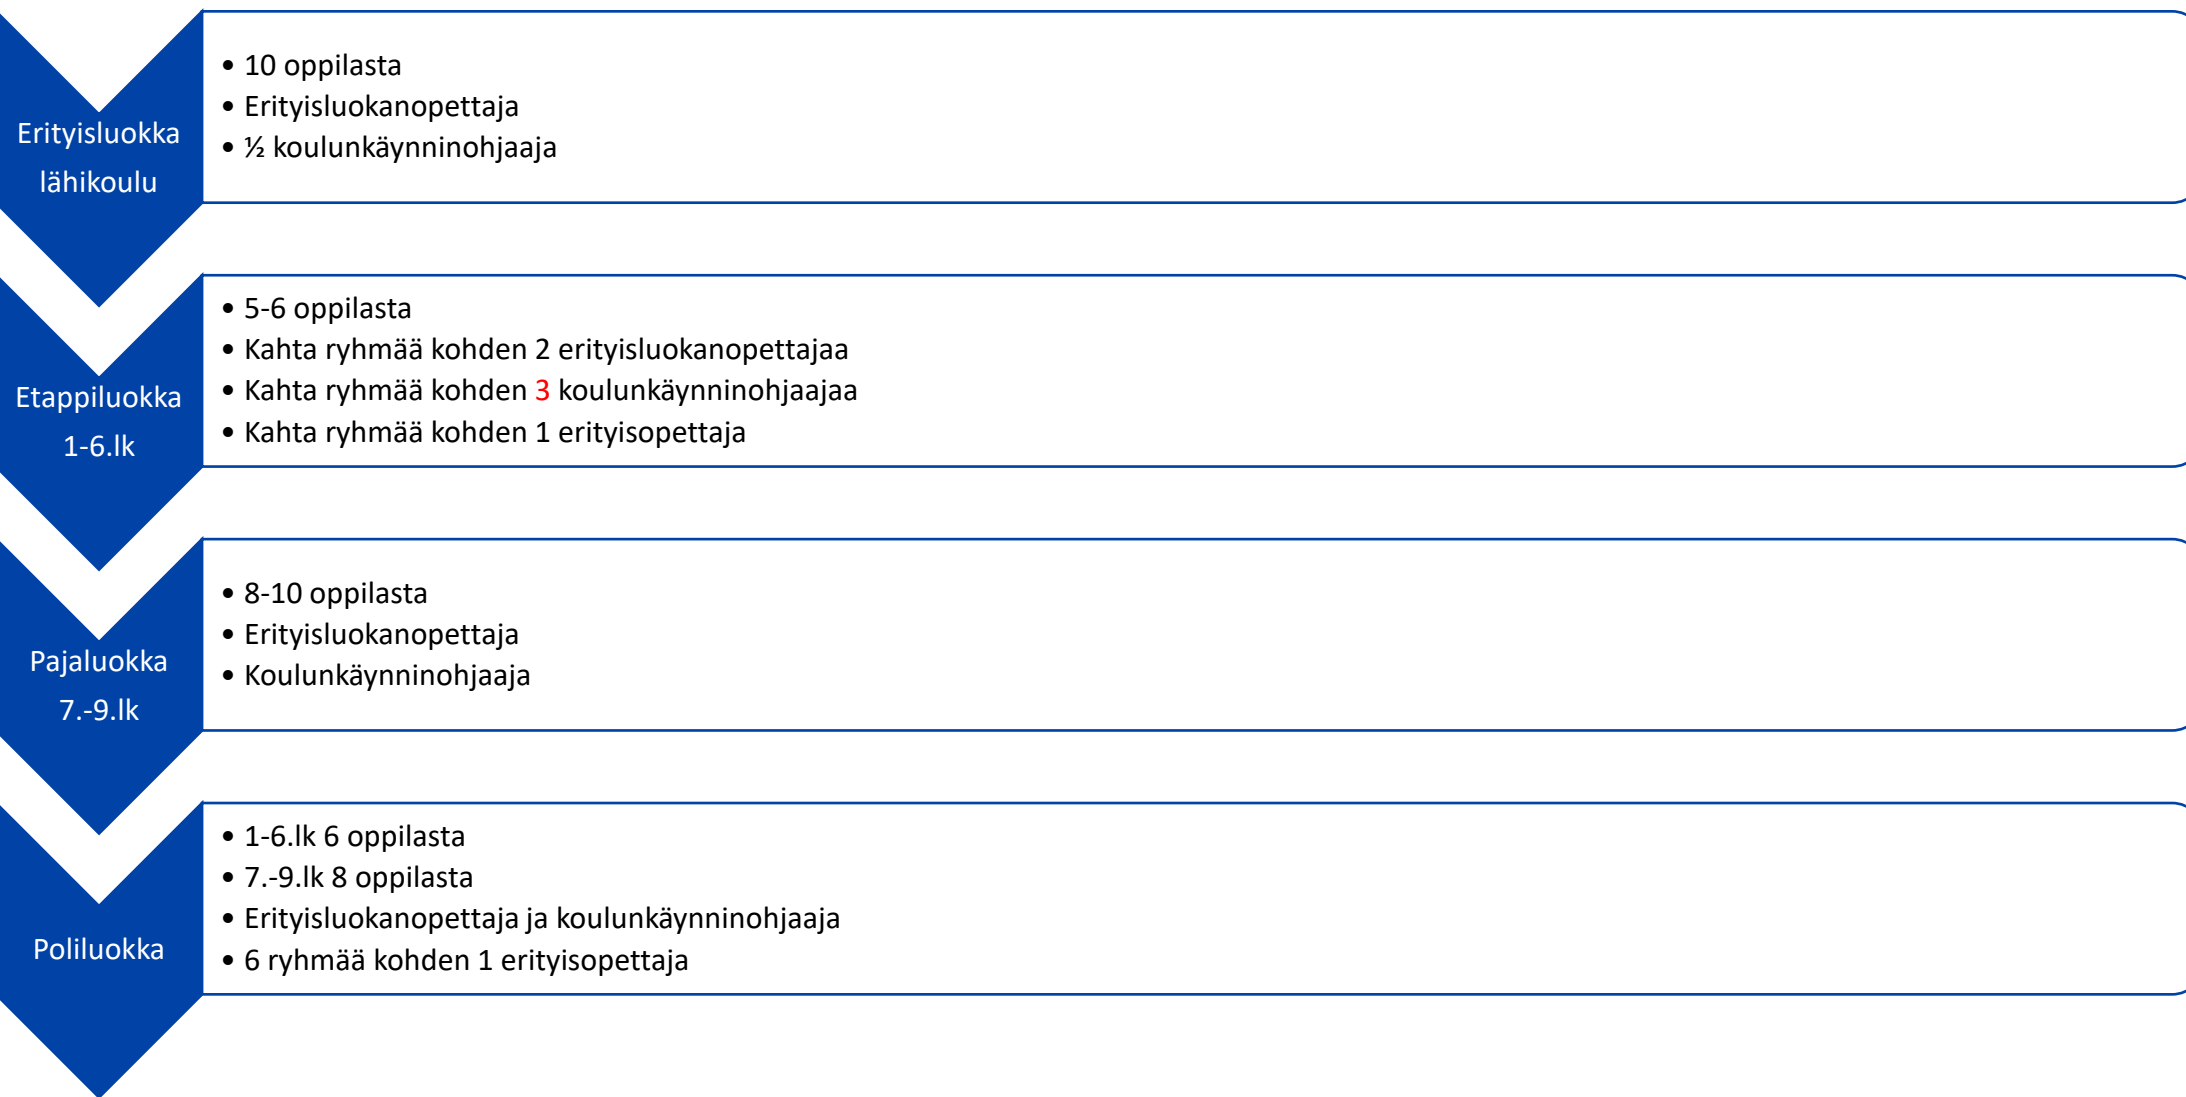 Erityisluokka
lähikoulu
• 10 oppilasta
• Erityisluokanopettaja
• ½ koulunkäynninohjaaja
Etappiluokka
1-6.lk
• 5-6 oppilasta
• Kahta ryhmää kohden 2 erityisluokanopettajaa
• Kahta ryhmää kohden 3 koulunkäynninohjaajaa
• Kahta ryhmää kohden 1 erityisopettaja
Pajaluokka
7.-9.lk
• 8-10 oppilasta
• Erityisluokanopettaja
• Koulunkäynninohjaaja
Poliluokka
• 1-6.lk 6 oppilasta
• 7.-9.lk 8 oppilasta
• Erityisluokanopettaja ja koulunkäynninohjaaja
• 6 ryhmää kohden 1 erityisopettaja